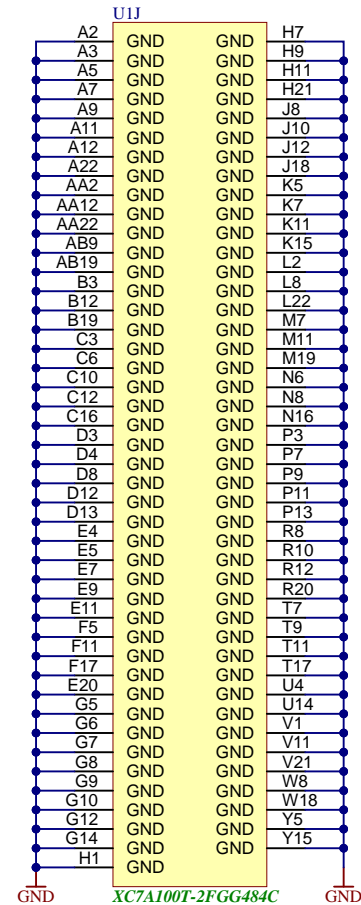 U1J
A2 GND GND H7
A3 GND GND H9
A5 GND GND H11
A7 GND GND H21
A9 GND GND J8
A11 GND GND J10
A12 GND GND J12
A22 GND GND J18
AA2 GND GND K5
AA12 GND GND K7
AA22 GND GND K11
AB9 GND GND K15
AB19 GND GND L2
B3 GND GND L8
B12 GND GND L22
B19 GND GND M7
C3 GND GND M11
C6 GND GND M19
C10 GND GND N6
C12 GND GND N8
C16 GND GND N16
D3 GND GND P3
D4 GND GND P7
D8 GND GND P9
D12 GND GND P11
D13 GND GND P13
E4 GND GND R8
E5 GND GND R10
E7 GND GND R12
E9 GND GND R20
E11 GND GND T7
F5 GND GND T9
F11 GND GND T11
F17 GND GND T17
E20 GND GND U4
G5 GND GND U14
G6 GND GND V1
G7 GND GND V11
G8 GND GND V21
G9 GND GND W8
G10 GND GND W18
G12 GND GND Y5
G14 GND GND Y15
H1 GND
GND XC7A100T-2FGG484C GND